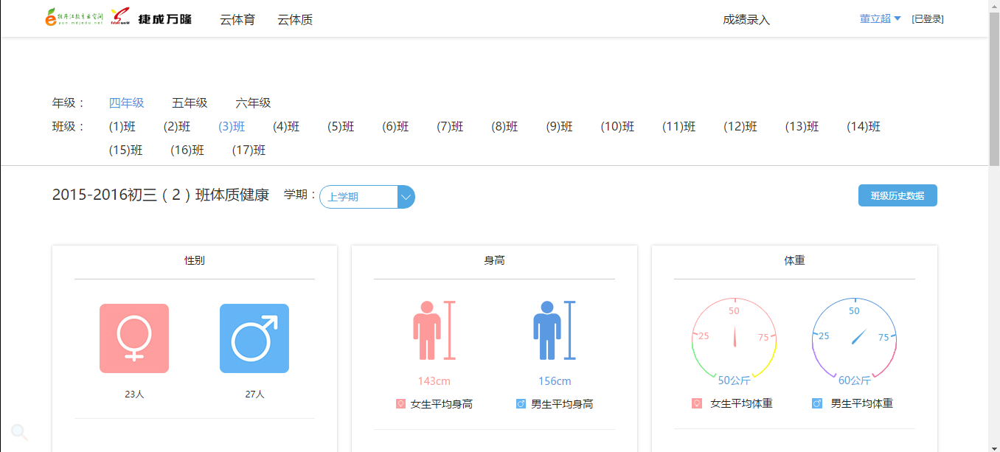 牡丹江教育云空间
yun.mdjedu.net
Future world
捷成万隆
云体育 云体质 成绩录入 董立超 [已登录]
年级： 四年级 五年级 六年级
班级： (1)班 (2)班 (3)班 (4)班 (5)班 (6)班 (7)班 (8)班 (9)班 (10)班 (11)班 (12)班 (13)班 (14)班
(15)班 (16)班 (17)班
2015-2016初三（2）班体质健康 学期： 上学期 班级历史数据
性别
23人 27人
身高
143cm 156cm
女生平均身高 男生平均身高
体重
50 50
25 75 25 75
50公斤 60公斤
女生平均体重 男生平均体重